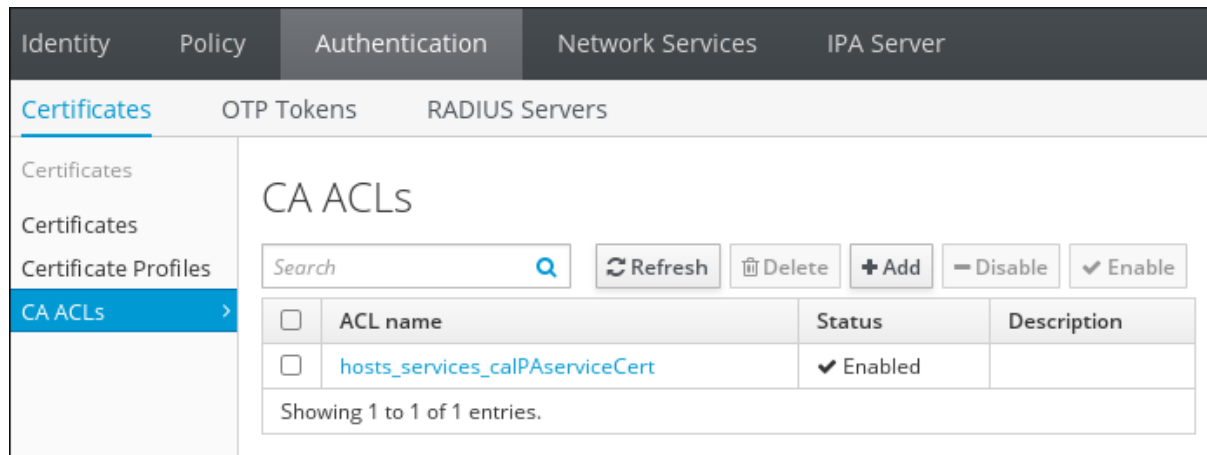 Identity Policy Authentication Network Services IPA Server
Certificates OTP Tokens RADIUS Servers
Certificates
Certificates
Certificate Profiles
CA ACLs
CA ACLs
Search Refresh Delete Add Disable Enable
ACL name Status Description
hosts_services_caIPAserviceCert Enabled
Showing 1 to 1 of 1 entries.